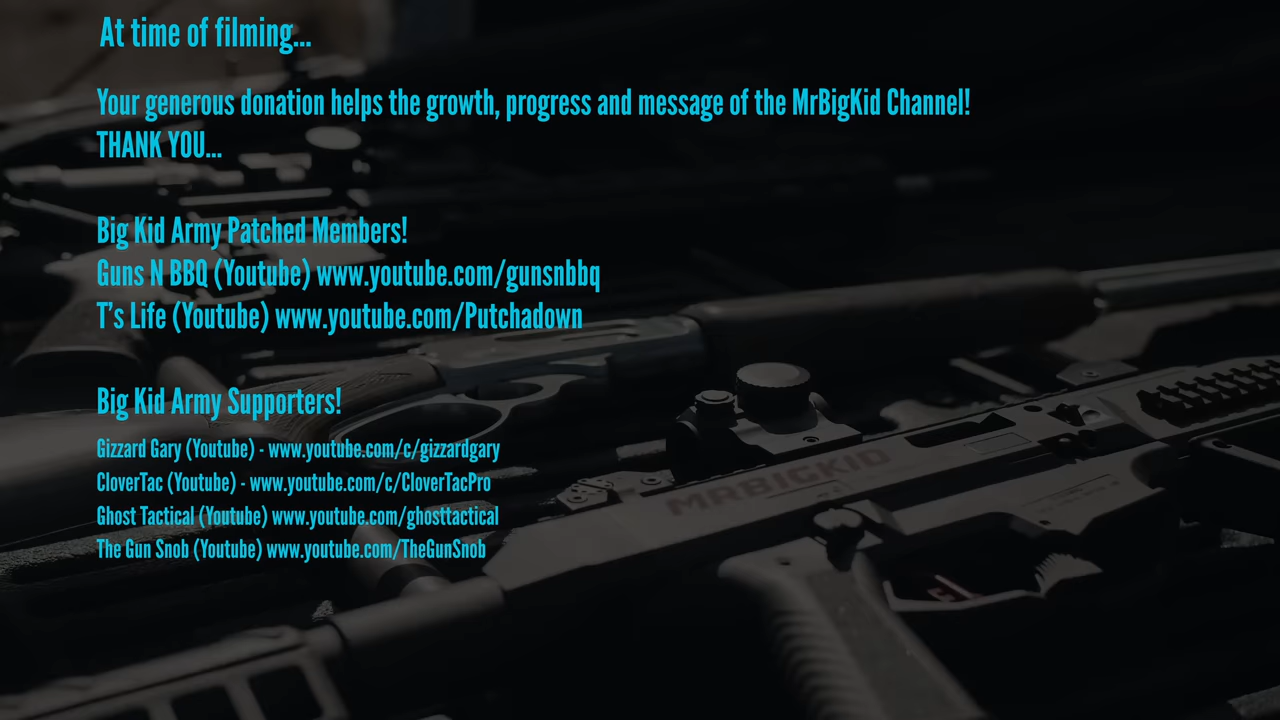 At time of filming...
Your generous donation helps the growth, progress and message of the MrBigKid Channel!
THANK YOU...
Big Kid Army Patched Members!
Guns N BBQ (Youtube) www.youtube.com/gunsnbbq
T's Life (Youtube) www.youtube.com/Putchadown
Big Kid Army Supporters!
Gizzard Gary (Youtube) - www.youtube.com/c/gizzardgary
CloverTac (Youtube) - www.youtube.com/c/CloverTacPro
MRBIGKID
Ghost Tactical (Youtube) www.youtube.com/ghosttactical
The Gun Snob (Youtube) www.youtube.com/TheGunSnob